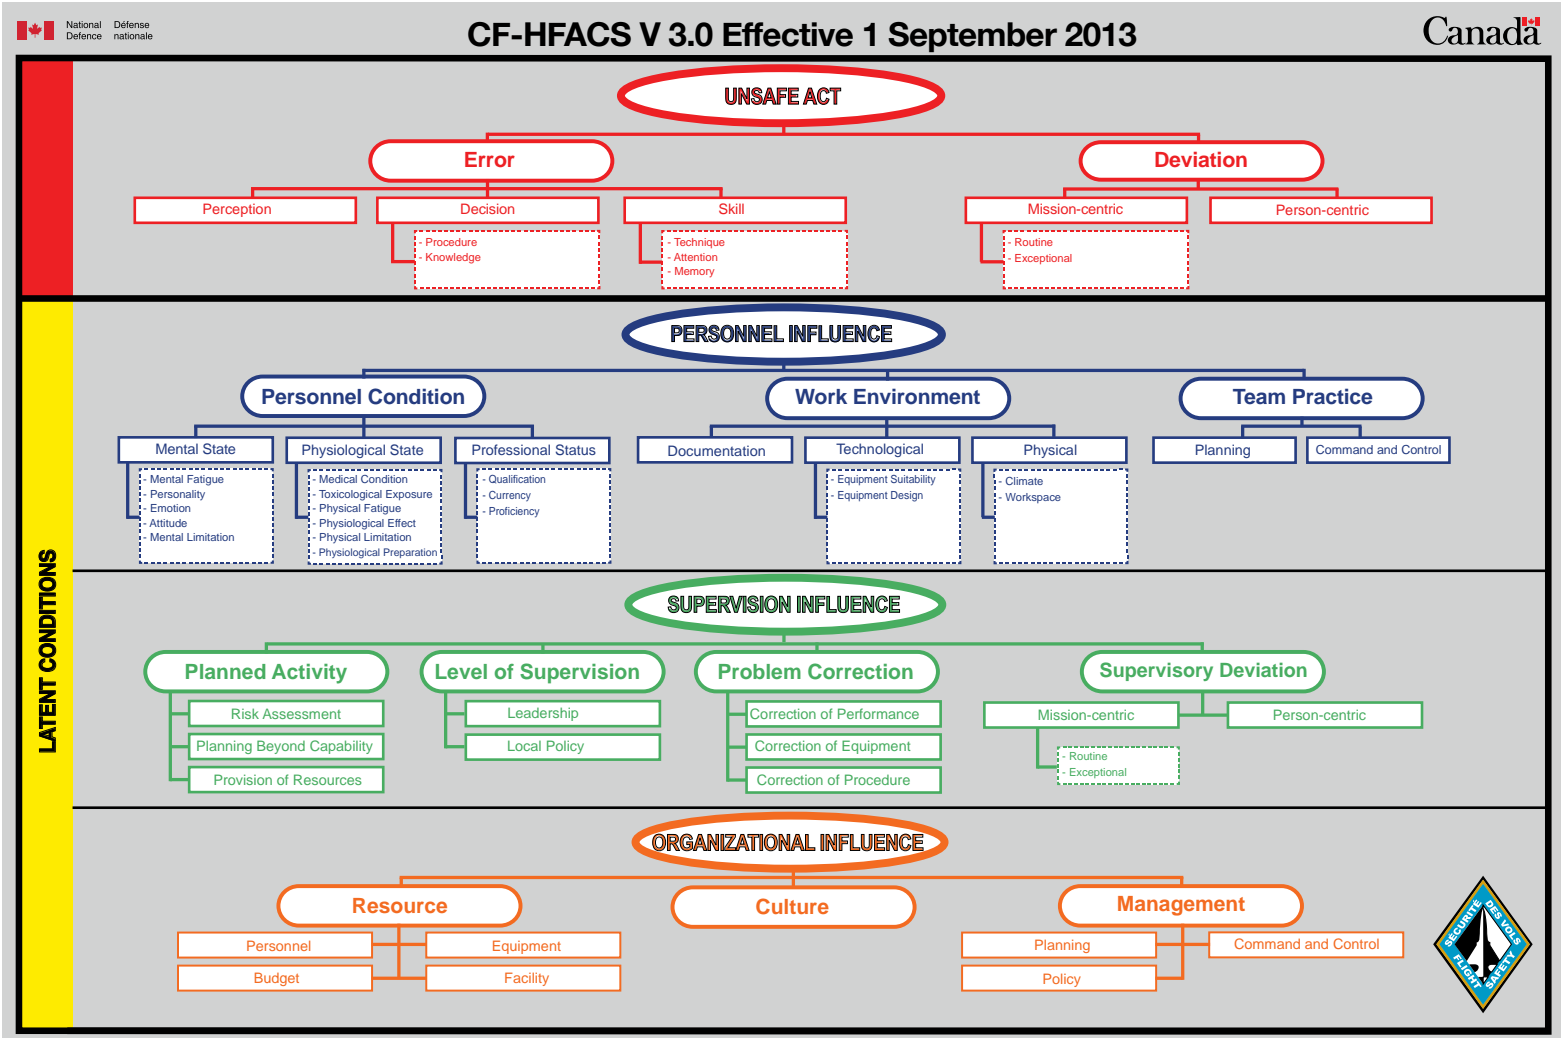 National Défense
Defence nationale
CF-HFACS V 3.0 Effective 1 September 2013
Canada
UNSAFE ACT
Error
Deviation
Perception
Decision
Skill
Mission-centric
Person-centric
- Procedure
- Knowledge
- Technique
- Attention
- Memory
- Routine
- Exceptional
LATENT CONDITIONS
PERSONNEL INFLUENCE
Personnel Condition
Work Environment
Team Practice
Mental State
Physiological State
Professional Status
Documentation
Technological
Physical
Planning
Command and Control
- Mental Fatigue
- Personality
- Emotion
- Attitude
- Mental Limitation
- Medical Condition
- Toxicological Exposure
- Physical Fatigue
- Physiological Effect
- Physical Limitation
- Physiological Preparation
- Qualification
- Currency
- Proficiency
- Equipment Suitability
- Equipment Design
- Climate
- Workspace
SUPERVISION INFLUENCE
Planned Activity
Level of Supervision
Problem Correction
Supervisory Deviation
Risk Assessment
Planning Beyond Capability
Provision of Resources
Leadership
Local Policy
Correction of Performance
Correction of Equipment
Correction of Procedure
Mission-centric
Person-centric
- Routine
- Exceptional
ORGANIZATIONAL INFLUENCE
Resource
Culture
Management
Personnel
Equipment
Budget
Facility
Planning
Command and Control
Policy
SÉCURITÉ DES VOLS
FLIGHT SAFETY